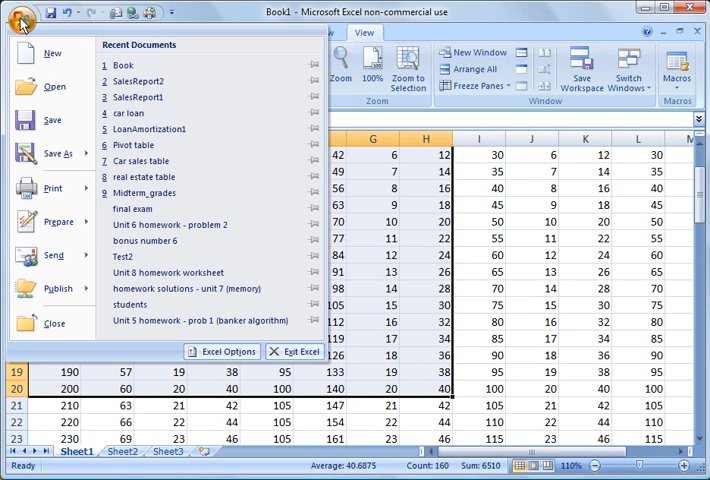 Book1 - Microsoft Excel non-commercial use
View
New
Open
Save
Save As
Print
Prepare
Send
Publish
Close
Recent Documents
1 Book
2 SalesReport2
3 SalesReport1
4 car loan
5 LoanAmortization1
6 Pivot table
7 Car sales table
8 real estate table
9 Midterm_grades
final exam
Unit 6 homework - problem 2
bonus number 6
Test2
Unit 8 homework worksheet
homework solutions - unit 7 (memory)
students
Unit 5 homework - prob 1 (banker algorithm)
Excel Options
Exit Excel
Zoom
100%
Zoom to
Selection
Zoom
New Window
Arrange All
Freeze Panes
Save
Workspace
Switch
Windows
Window
Macros
Macros
G H I J K L M
42 6 12 30 6 12 30
49 7 14 35 7 14 35
56 8 16 40 8 16 40
63 9 18 45 9 18 45
70 10 20 50 10 20 50
77 11 22 55 11 22 55
84 12 24 60 12 24 60
91 13 26 65 13 26 65
98 14 28 70 14 28 70
105 15 30 75 15 30 75
112 16 32 80 16 32 80
119 17 34 85 17 34 85
126 18 36 90 18 36 90
19 190 57 19 38 95 133 19 38 95 19 38 95
20 200 60 20 40 100 140 20 40 100 20 40 100
21 210 63 21 42 105 147 21 42 105 21 42 105
22 220 66 22 44 110 154 22 44 110 22 44 110
23 230 69 23 46 105 161 23 46 115 23 46 115
Sheet1 Sheet2 Sheet3
Ready
Average: 40.6875 Count: 160 Sum: 6510
110%